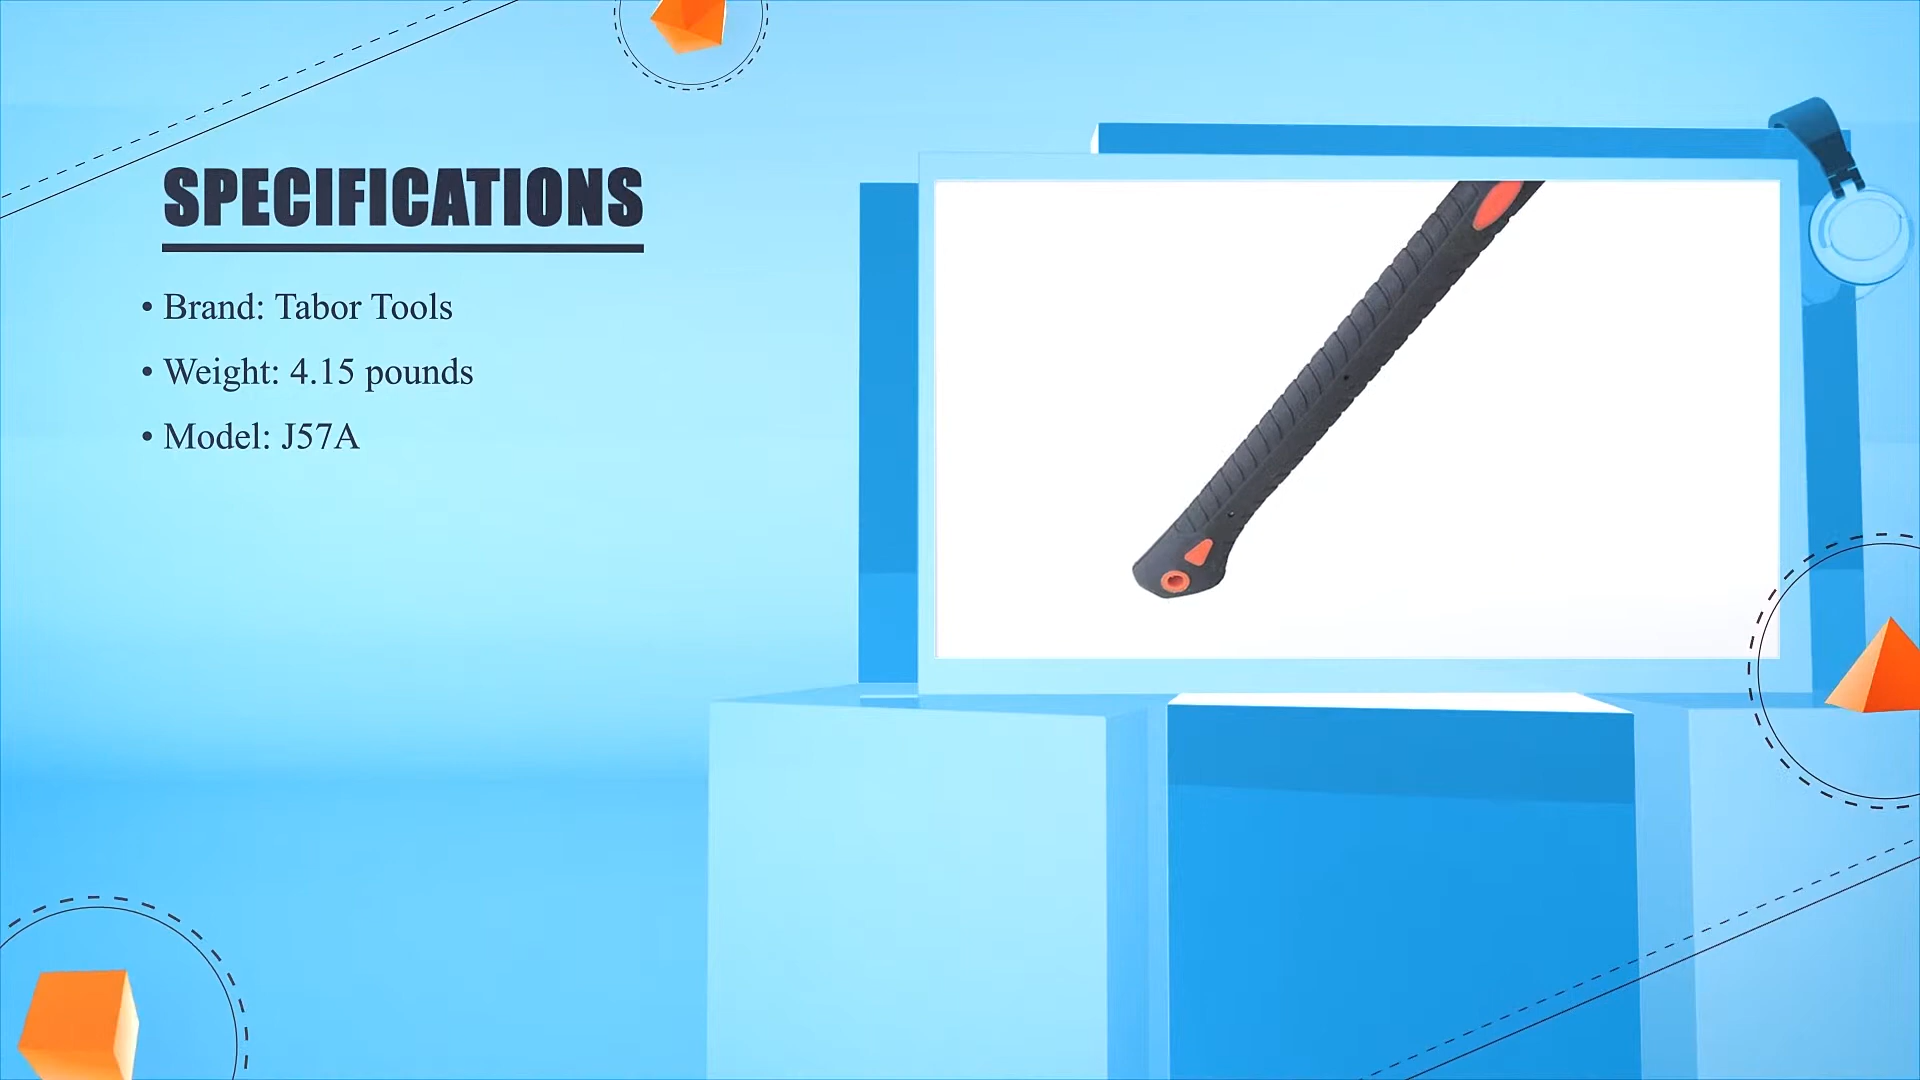 SPECIFICATIONS
• Brand: Tabor Tools
• Weight: 4.15 pounds
• Model: J57A